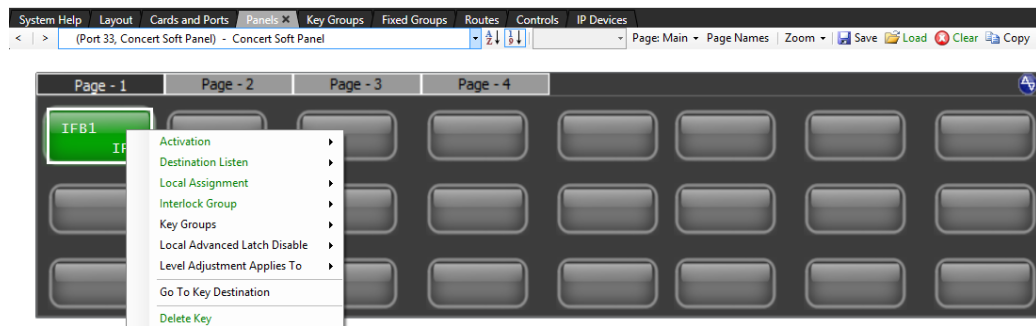 System Help Layout Cards and Ports Panels × Key Groups Fixed Groups Routes Controls IP Devices
< > (Port 33, Concert Soft Panel) - Concert Soft Panel A Z 1 9 Page: Main Page Names Zoom Save Load Clear Copy
Page - 1 Page - 2 Page - 3 Page - 4
IFB1
IF
Activation
Destination Listen
Local Assignment
Interlock Group
Key Groups
Local Advanced Latch Disable
Level Adjustment Applies To
Go To Key Destination
Delete Key